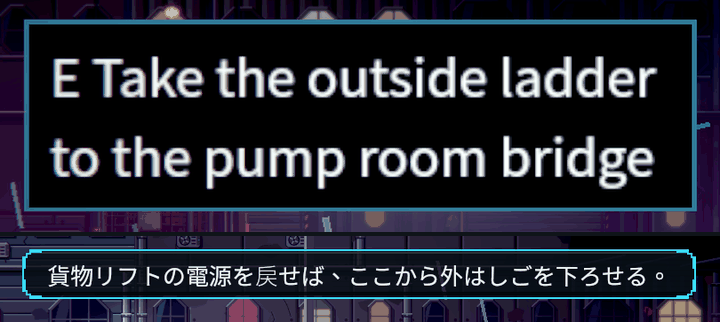 E Take the outside ladder
to the pump room bridge
貨物リフトの電源を戻せば、ここから外はしごを下ろせる。